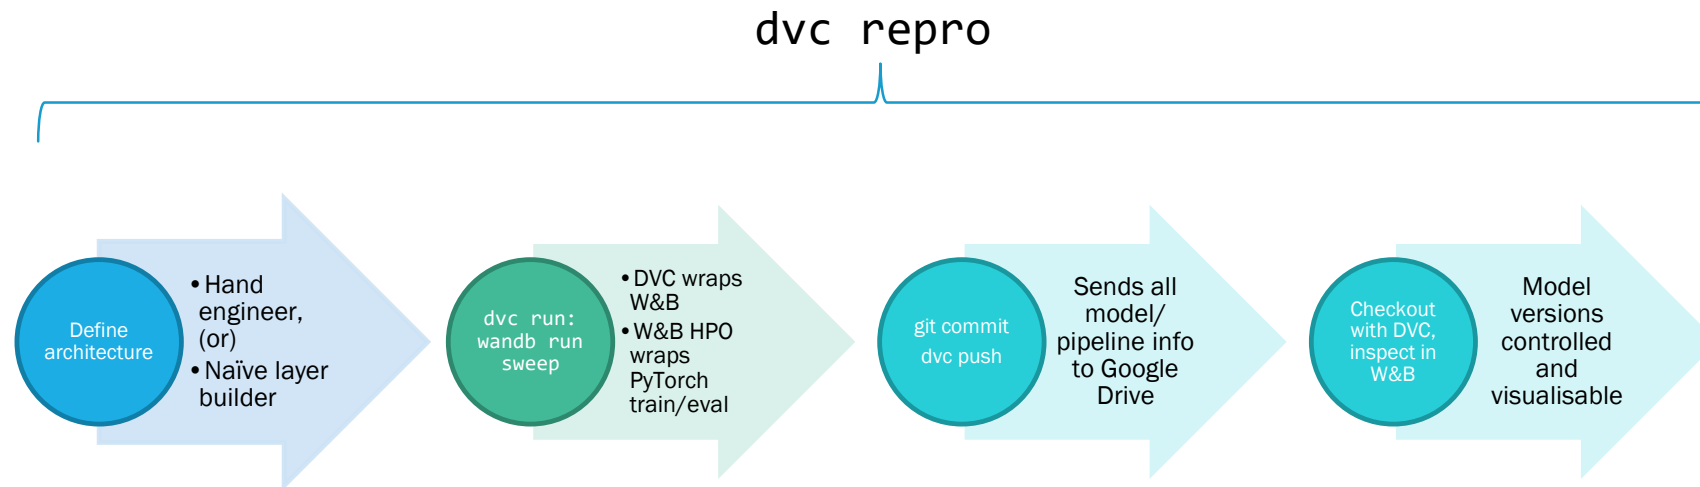 dvc repro
Define
architecture
•Hand
engineer,
(or)
•Naïve layer
builder
dvc run:
wandb run
sweep
•DVC wraps
W&B
•W&B HPO
wraps
PyTorch
train/eval
git commit
dvc push
Sends all
model/
pipeline info
to Google
Drive
Checkout
with DVC,
inspect in
W&B
Model
versions
controlled
and
visualisable